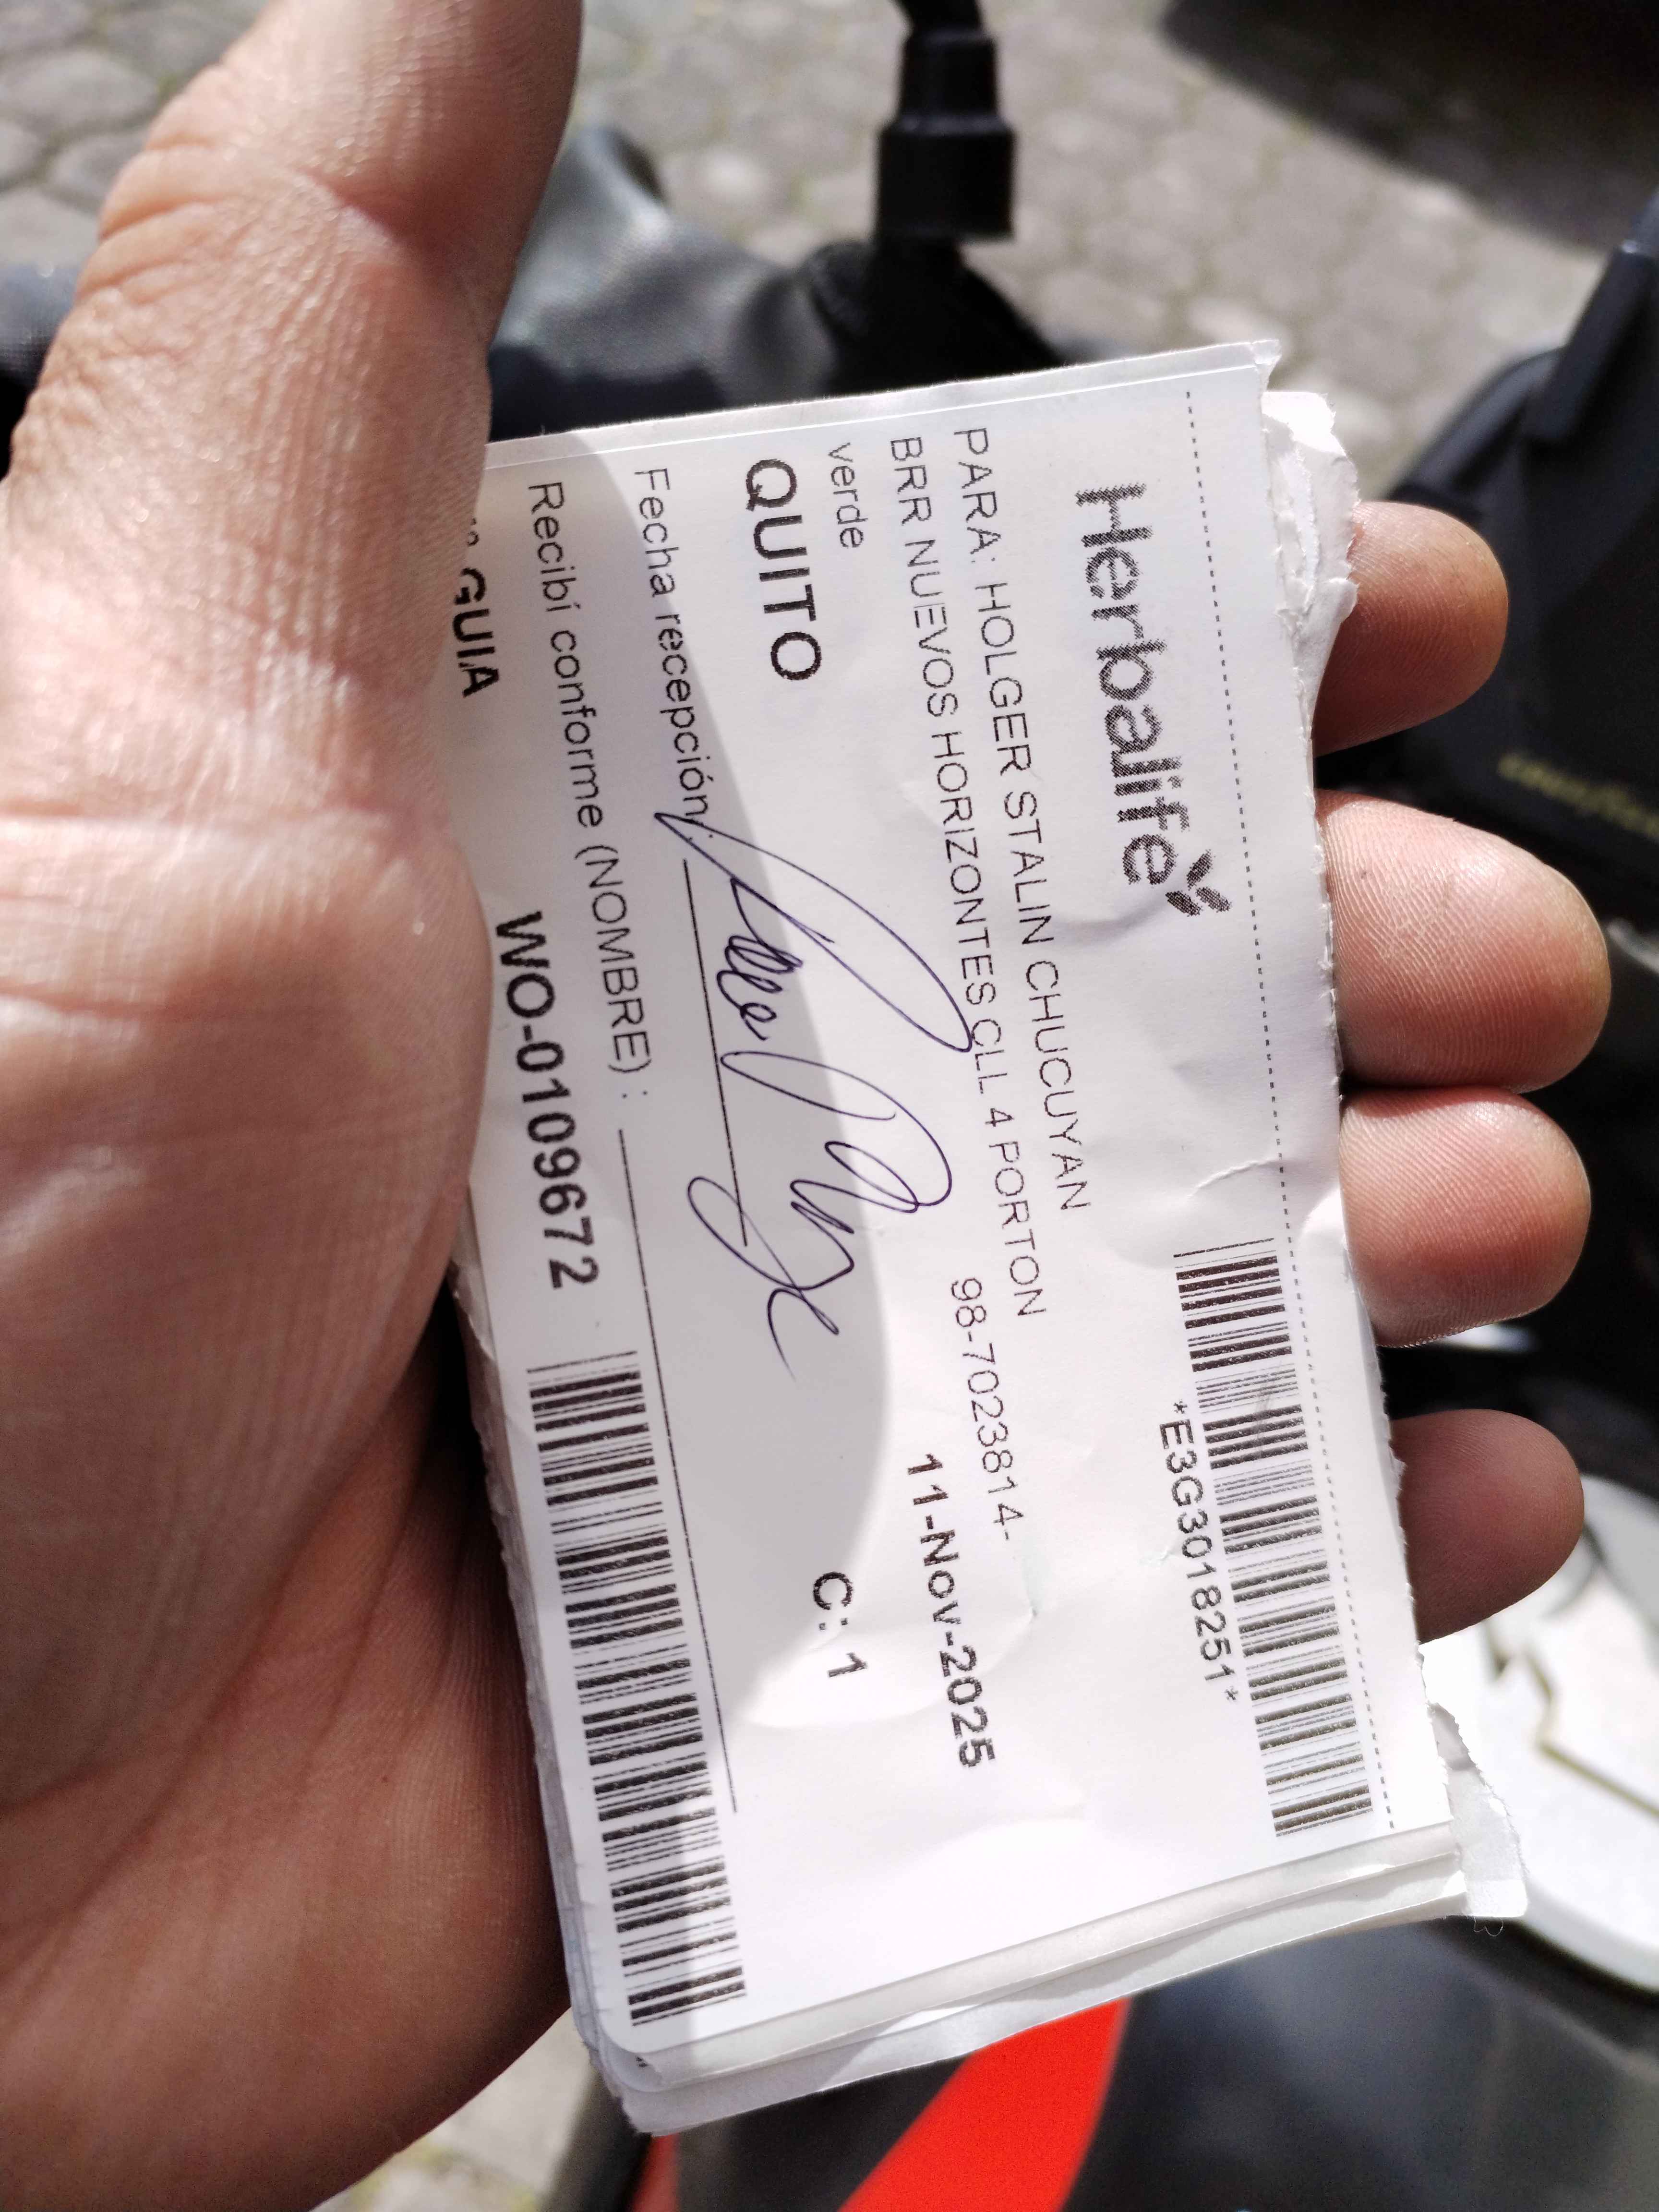 Herbalife
*E3G3018251*
PARA: HOLGER STALIN CHUCUYAN
BRR NUEVOS HORIZONTES CLL 4 PORTON 98-7023814-
verde
11-Nov-2025
QUITO
C: 1
Fecha recepción:
Recibí conforme (NOMBRE) :
GUIA WO-0109672